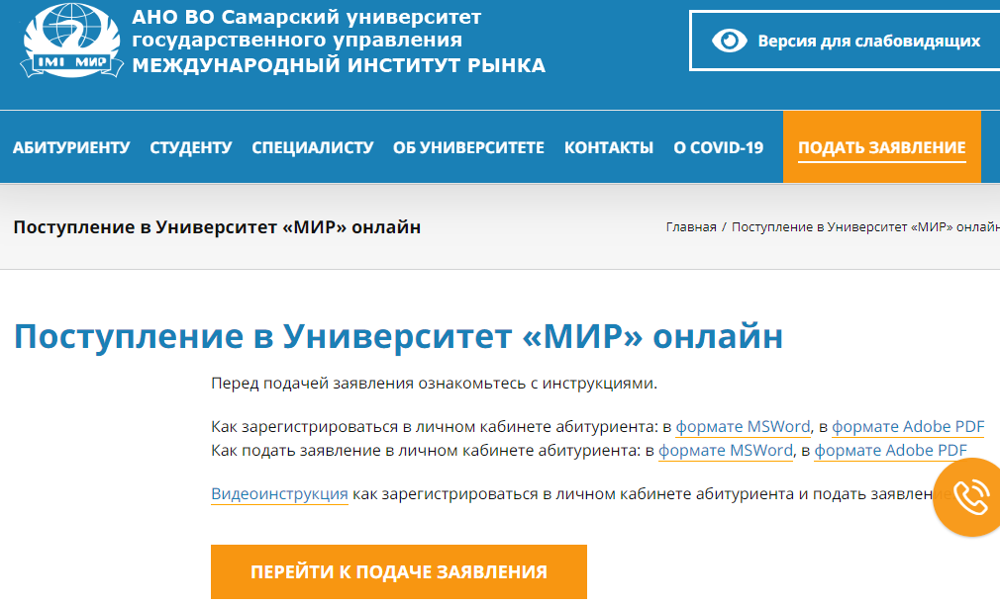 АНО ВО Самарский университет
государственного управления
МЕЖДУНАРОДНЫЙ ИНСТИТУТ РЫНКА
IMI МИР
Версия для слабовидящих
АБИТУРИЕНТУ СТУДЕНТУ СПЕЦИАЛИСТУ ОБ УНИВЕРСИТЕТЕ КОНТАКТЫ О COVID-19 ПОДАТЬ ЗАЯВЛЕНИЕ
Поступление в Университет «МИР» онлайн
Главная / Поступление в Университет «МИР» онлайн
Поступление в Университет «МИР» онлайн
Перед подачей заявления ознакомьтесь с инструкциями.
Как зарегистрироваться в личном кабинете абитуриента: в формате MSWord, в формате Adobe PDF
Как подать заявление в личном кабинете абитуриента: в формате MSWord, в формате Adobe PDF
Видеоинструкция как зарегистрироваться в личном кабинете абитуриента и подать заявление
ПЕРЕЙТИ К ПОДАЧЕ ЗАЯВЛЕНИЯ